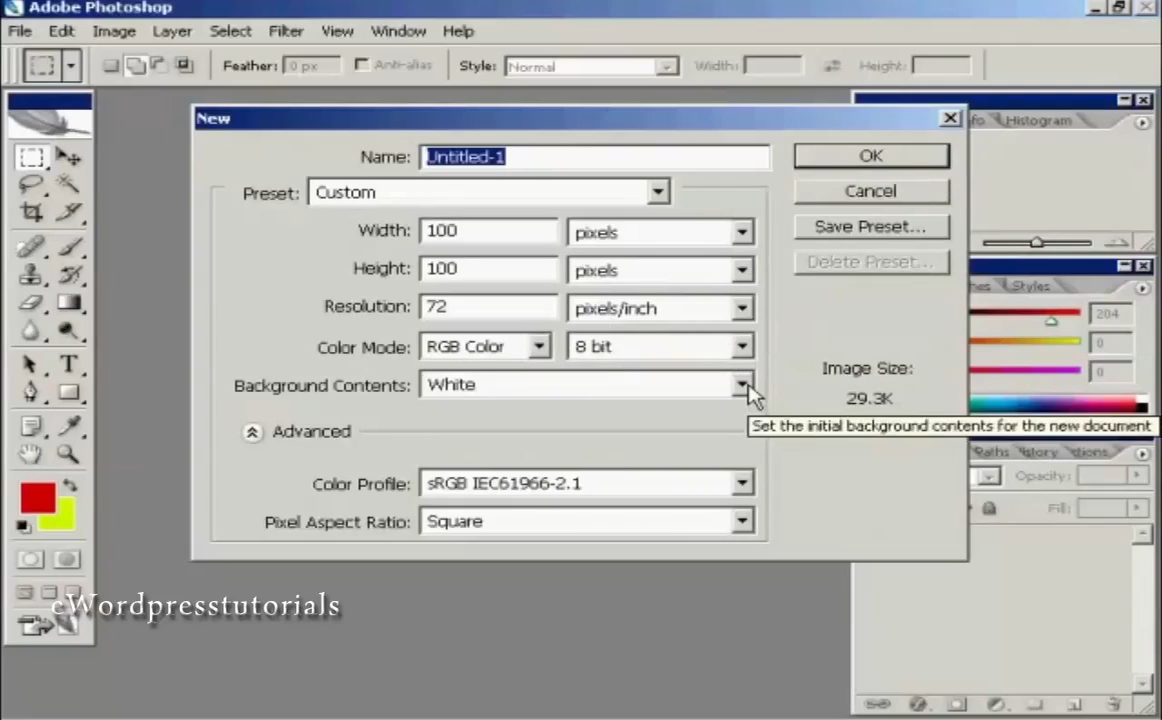 Adobe Photoshop
File Edit Image Layer Select Filter View Window Help
Feather: 0 px Anti-alias Style: Normal Width: Height:
New
Histogram
Name: Untitled-1 OK
Preset: Custom Cancel
Width: 100 pixels Save Preset...
Height: 100 pixels Delete Preset...
Styles
Resolution: 72 pixels/inch 204
Color Mode: RGB Color 8 bit 0
Background Contents: White Image Size: 0
29.3K
Set the initial background contents for the new document
Advanced
Paths
Color Profile: sRGB IEC61966-2.1 Opacity:
Pixel Aspect Ratio: Square Fill:
eWordpresstutorials